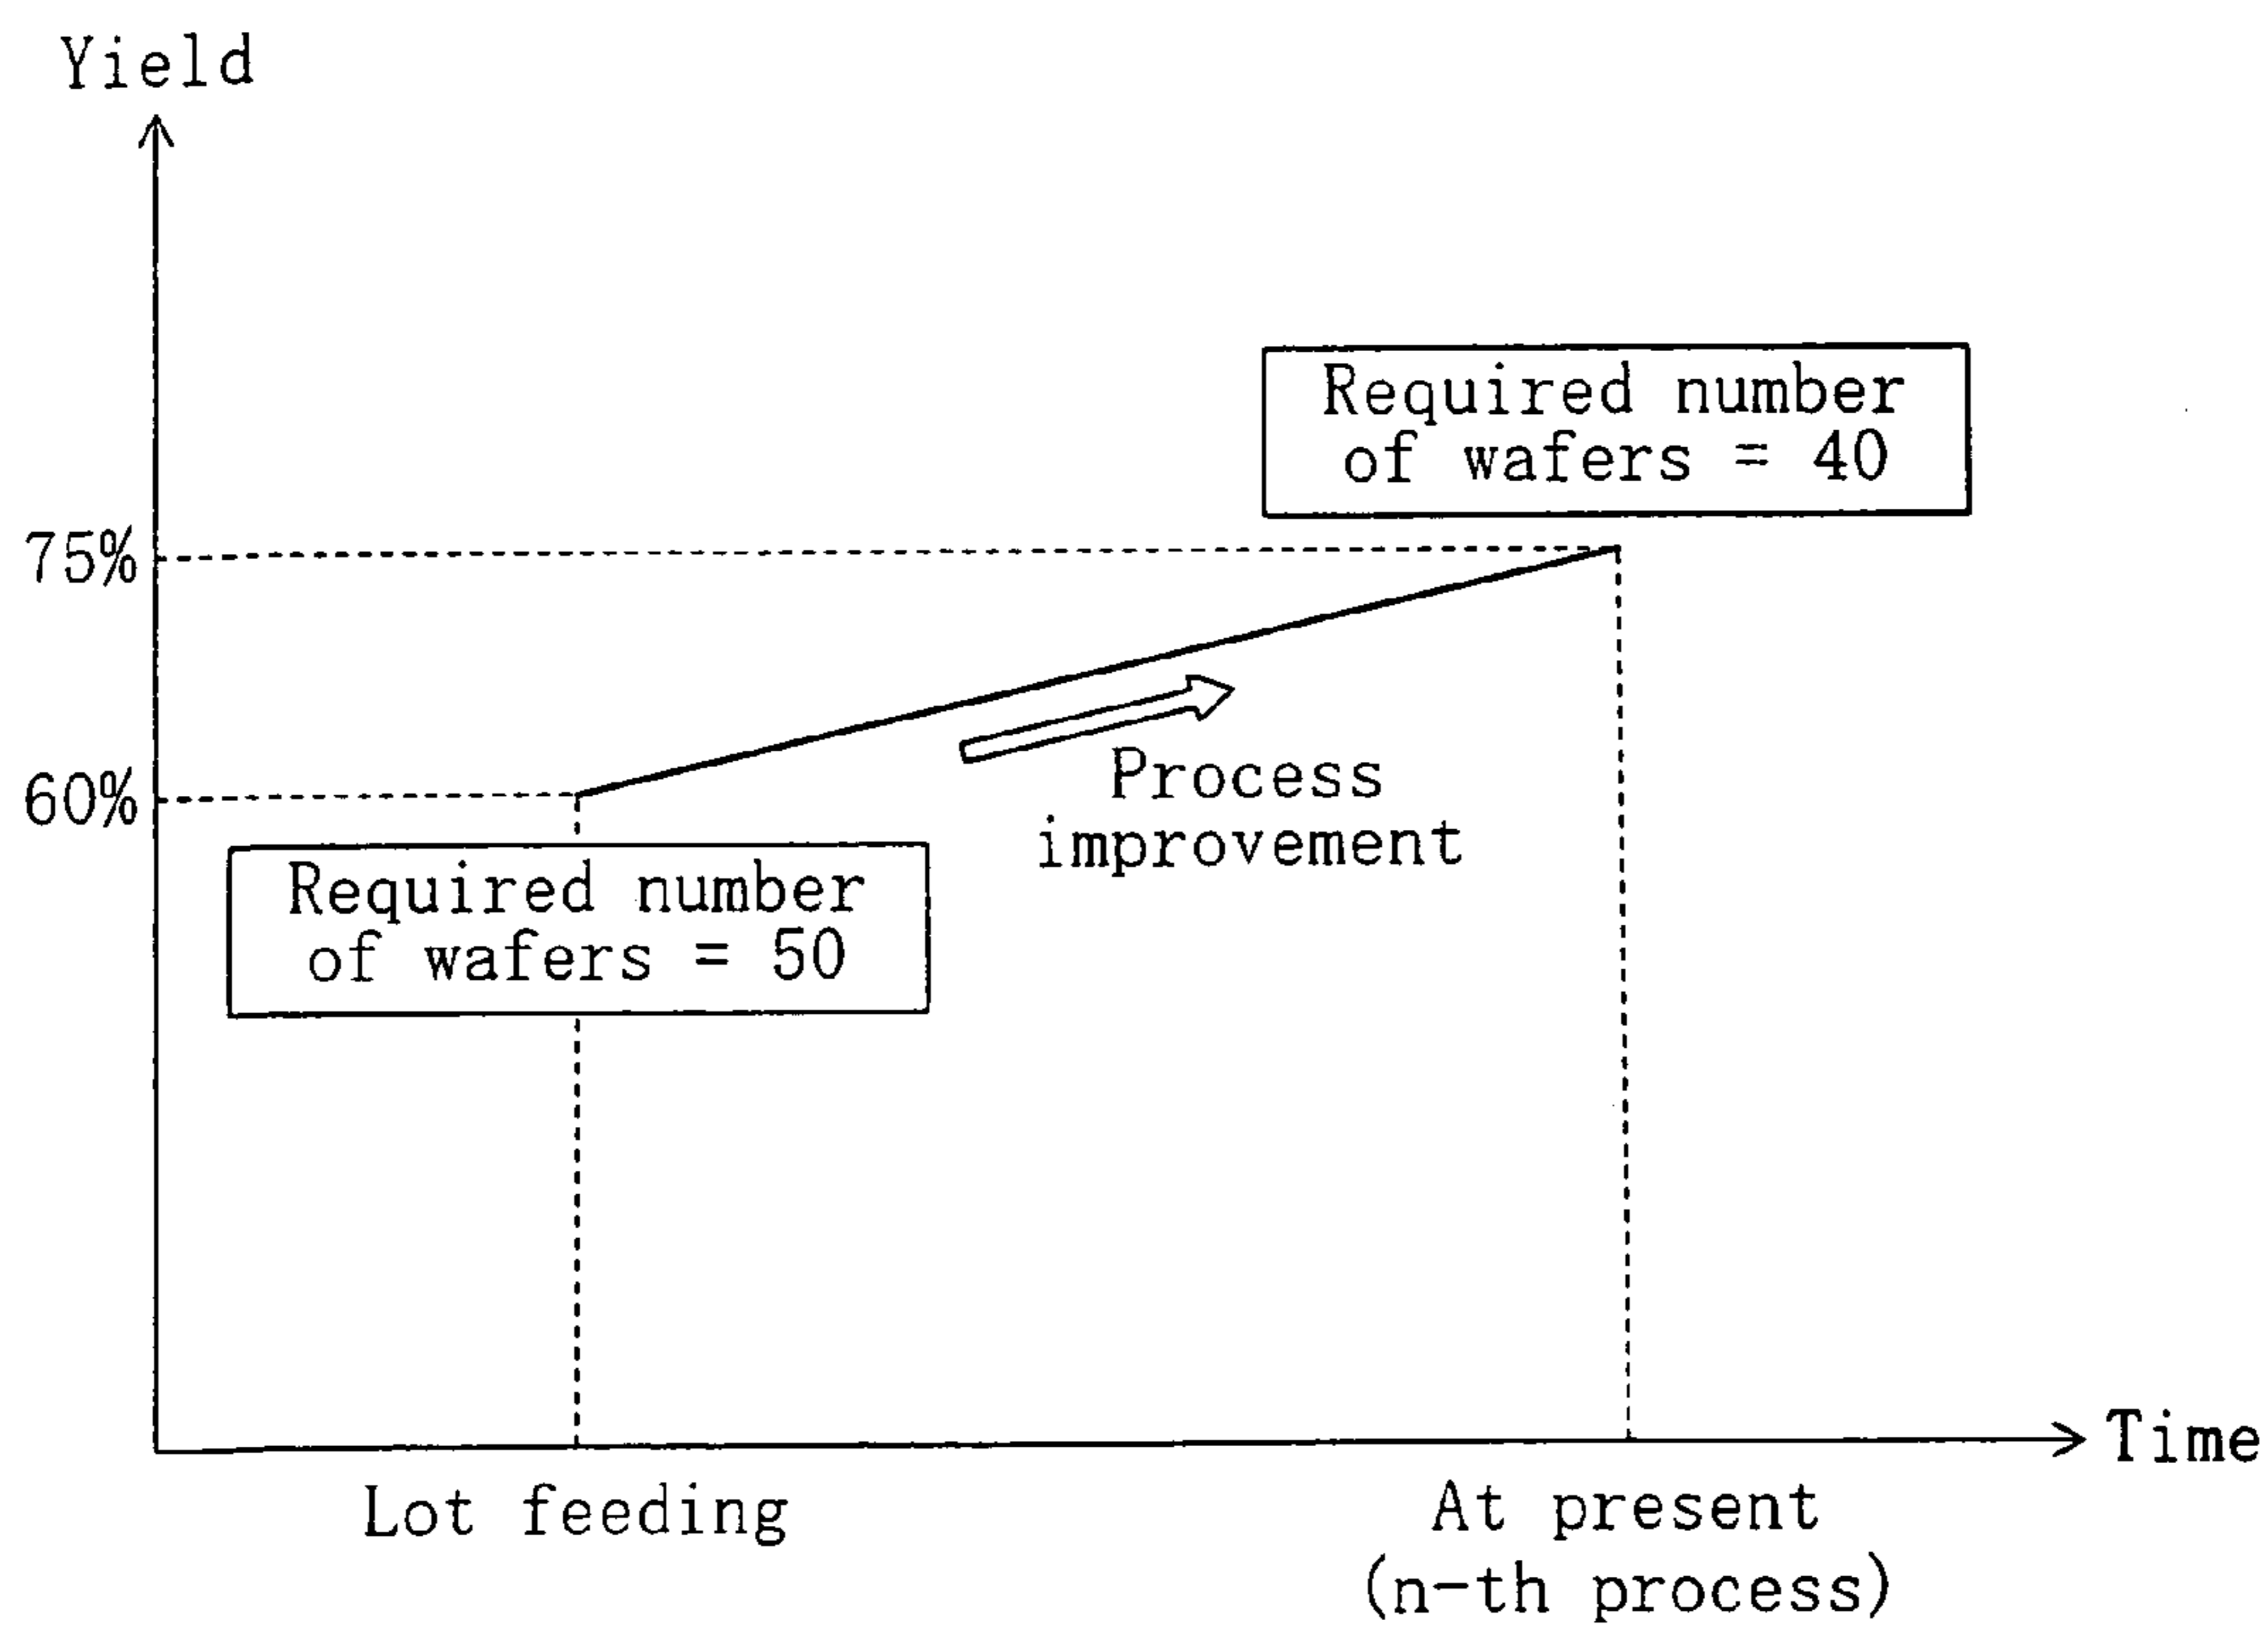 Yield
Required number
of wafers = 40
75%
Process
improvement
60%
Required number
of wafers = 50
Time
Lot feeding
At present
(n-th process)